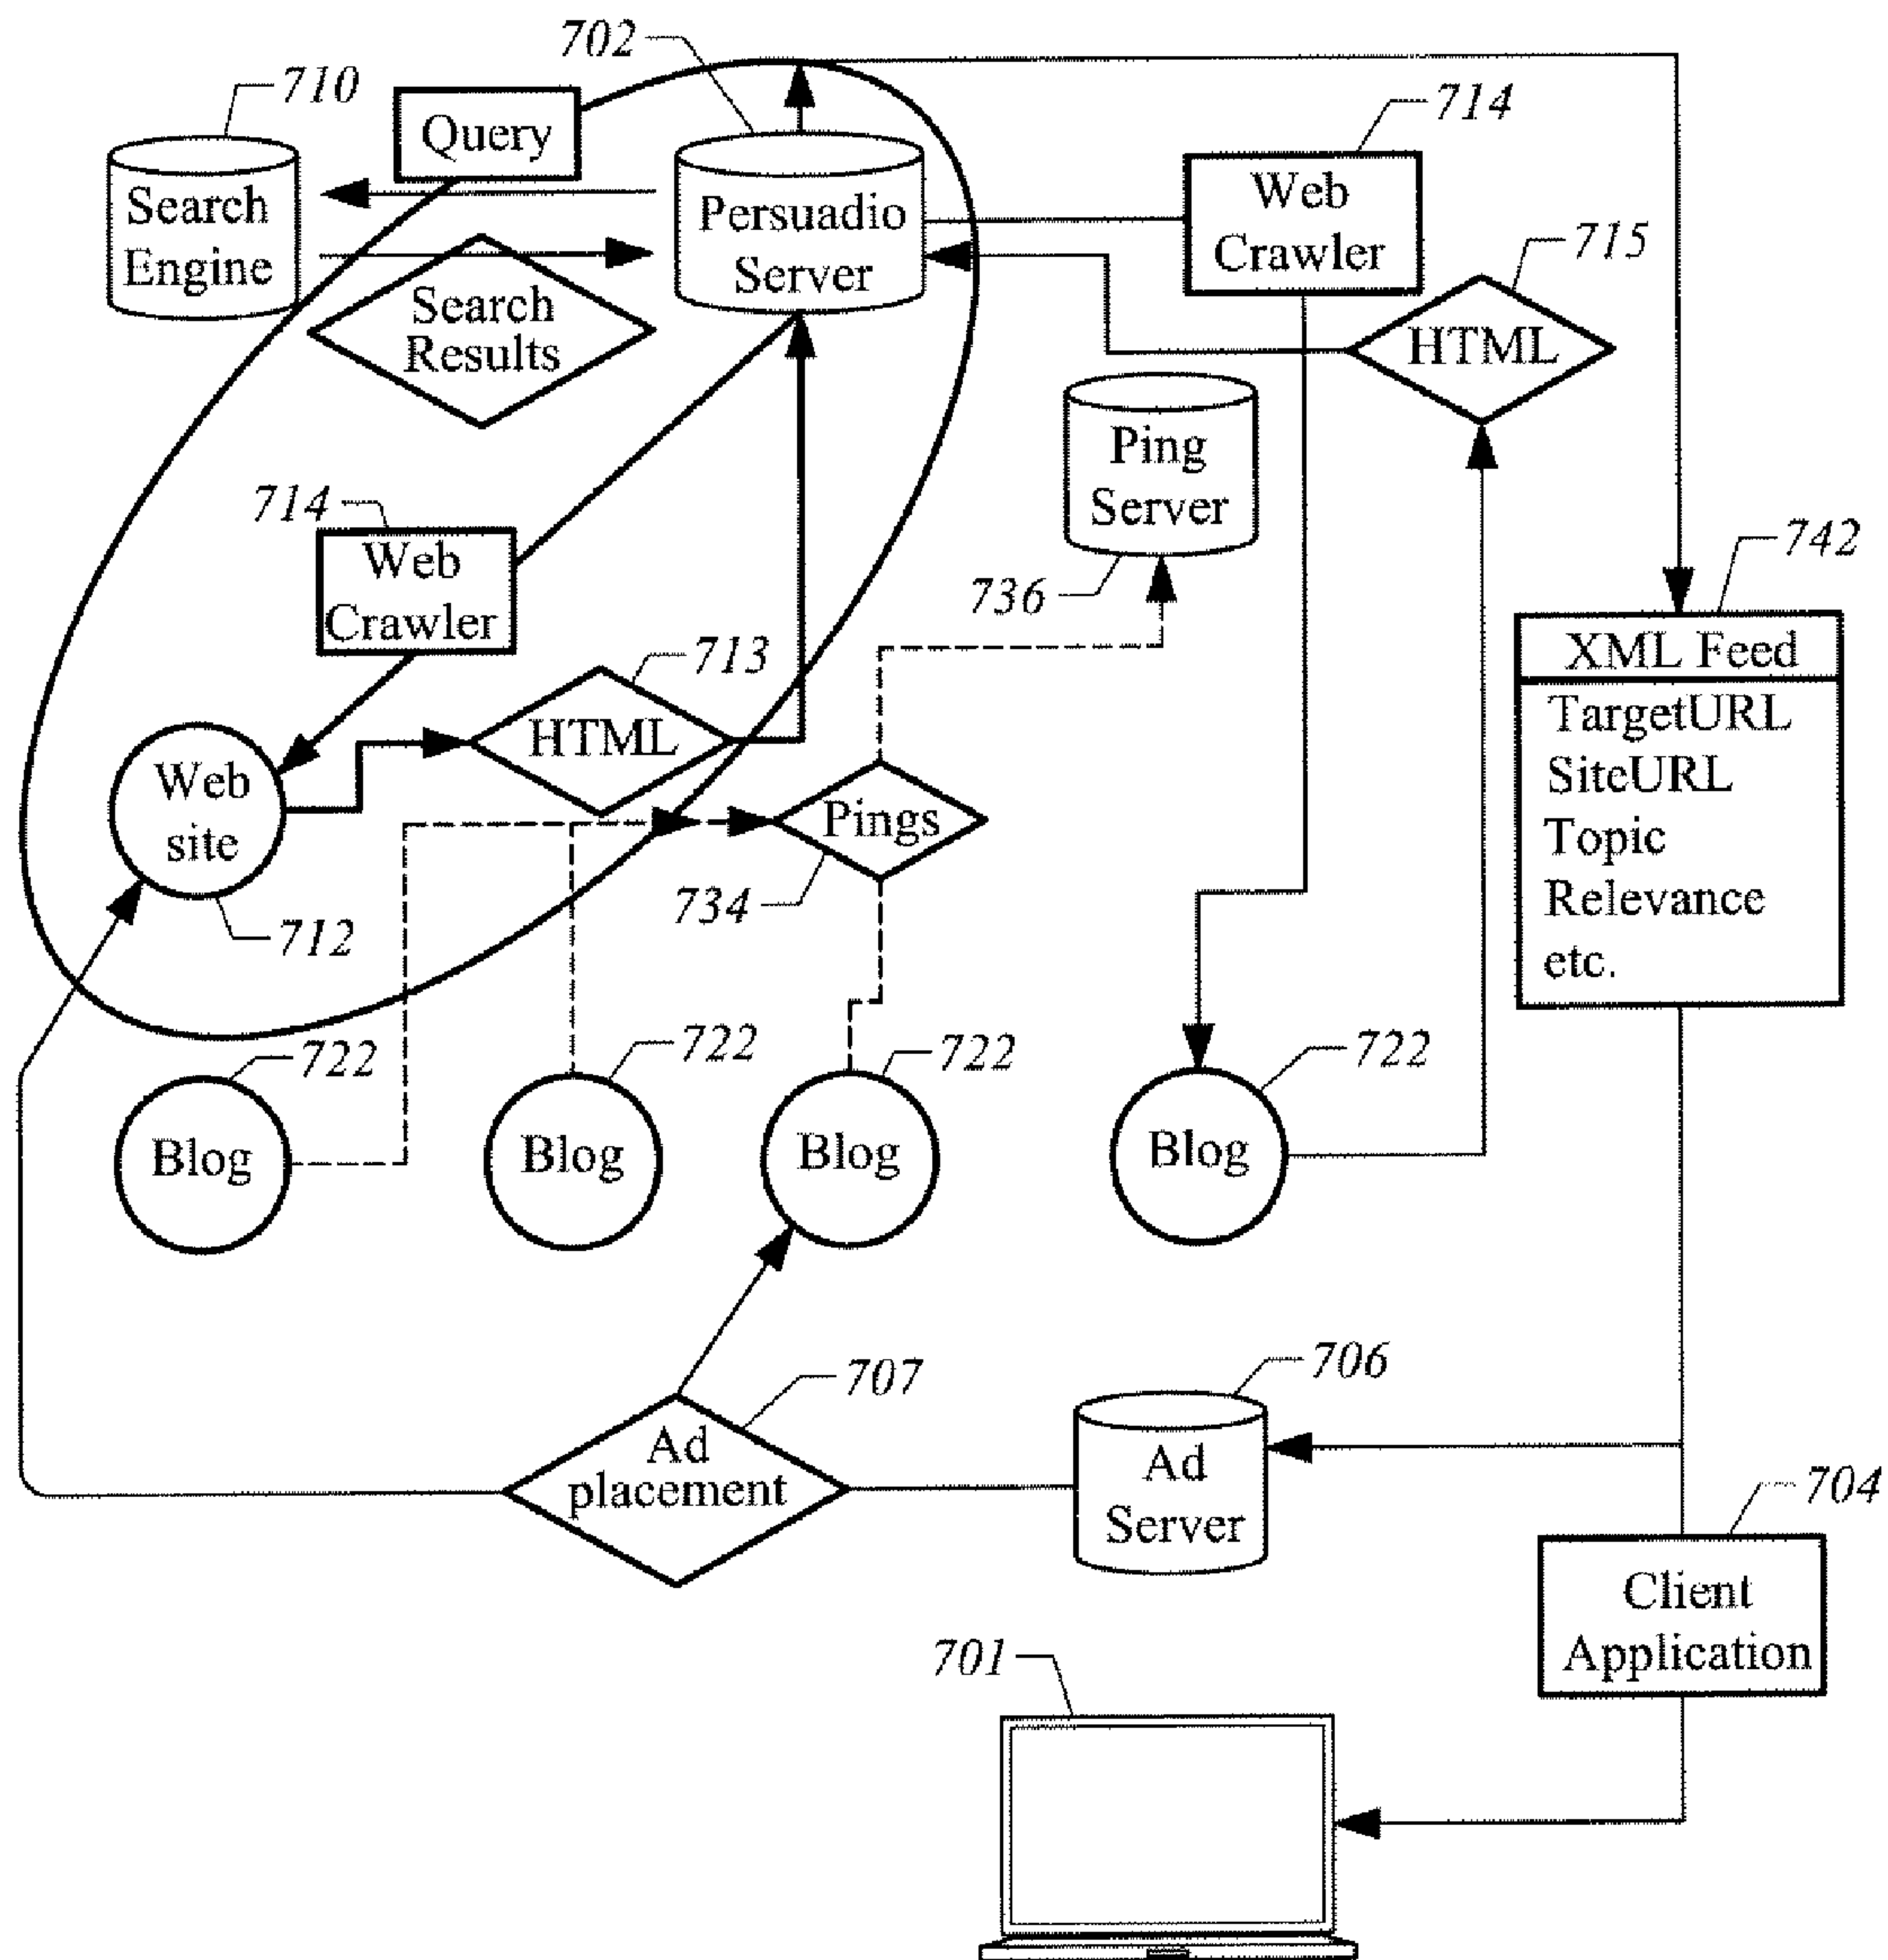 702
710
Query
714
Search
Engine
Persuadio
Server
Web
Crawler
715
Search
Results
HTML
Ping
Server
714
Web
Crawler
736
742
713
XML Feed
HTML
TargetURL
SiteURL
Topic
Relevance
etc.
Web
site
Pings
734
712
722
722
722
722
Blog
Blog
Blog
Blog
707
706
Ad
placement
Ad
Server
704
Client
Application
701